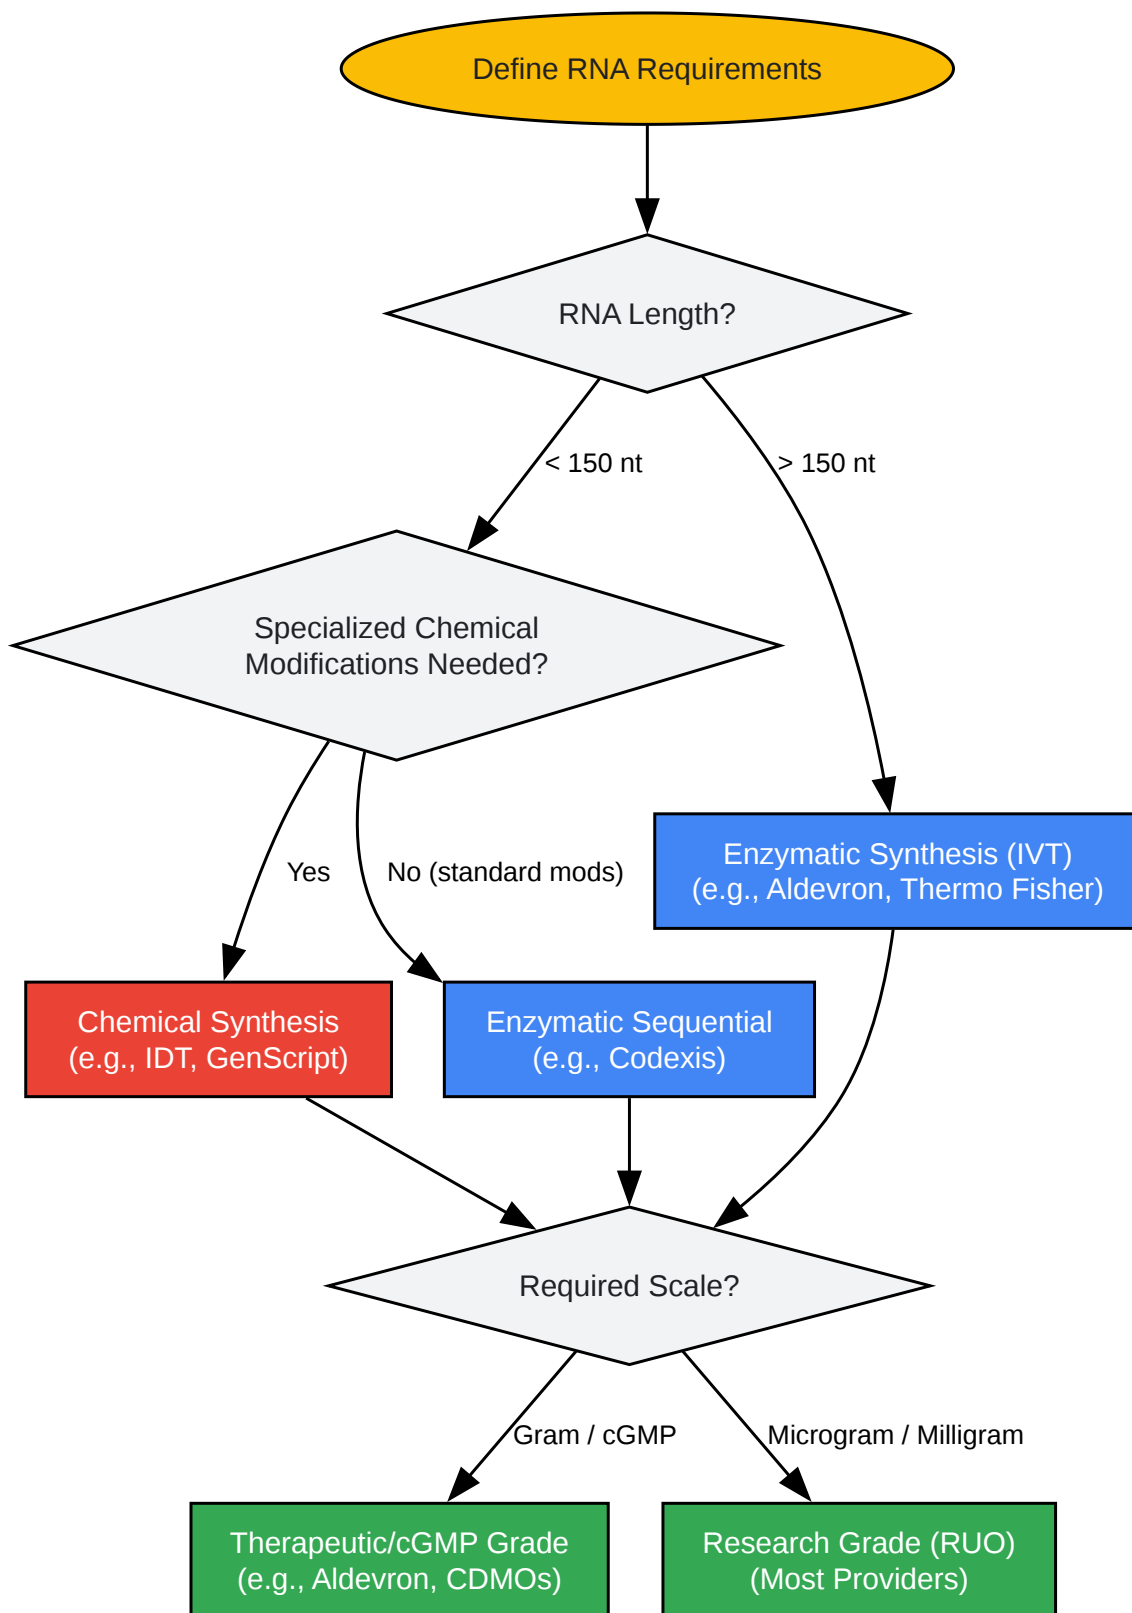 Define RNA Requirements
RNA Length?
< 150 nt
> 150 nt
Specialized Chemical
Modifications Needed?
Yes
No (standard mods)
Enzymatic Synthesis (IVT)
(e.g., Aldevron, Thermo Fisher)
Chemical Synthesis
(e.g., IDT, GenScript)
Enzymatic Sequential
(e.g., Codexis)
Required Scale?
Gram / cGMP
Microgram / Milligram
Therapeutic/cGMP Grade
(e.g., Aldevron, CDMOs)
Research Grade (RUO)
(Most Providers)